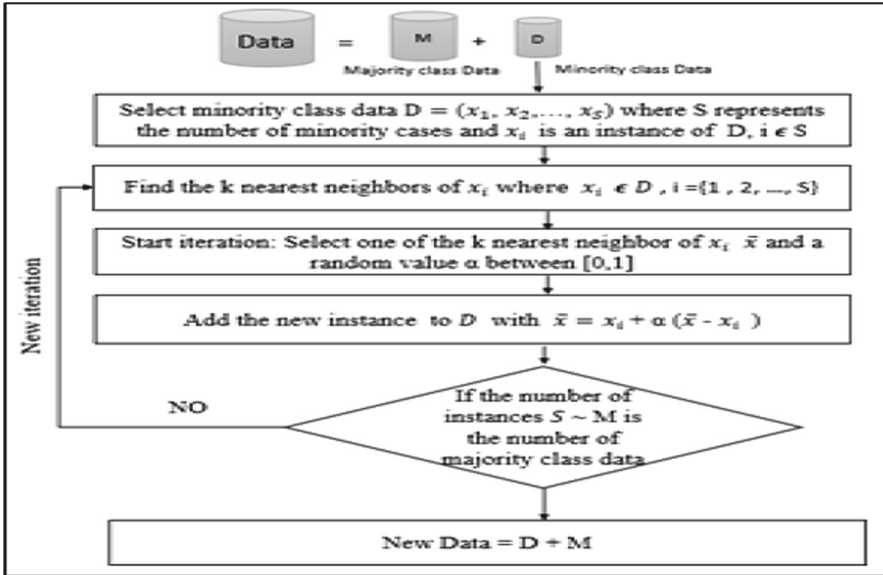 Data = M + D
Majority class Data Minority class Data
Select minority class data D = (x₁, x₂,..., x_S) where S represents
the number of minority cases and xᵢ is an instance of D, i ϵ S
Find the k nearest neighbors of xᵢ where xᵢ ϵ D , i ={1 , 2, ..., S}
Start iteration: Select one of the k nearest neighbor of xᵢ x̄ and a
random value α between [0,1]
Add the new instance to D with x̄ = xᵢ + α (x̄ - xᵢ )
New iteration
NO
If the number of
instances S ~ M is
the number of
majority class data
New Data = D + M